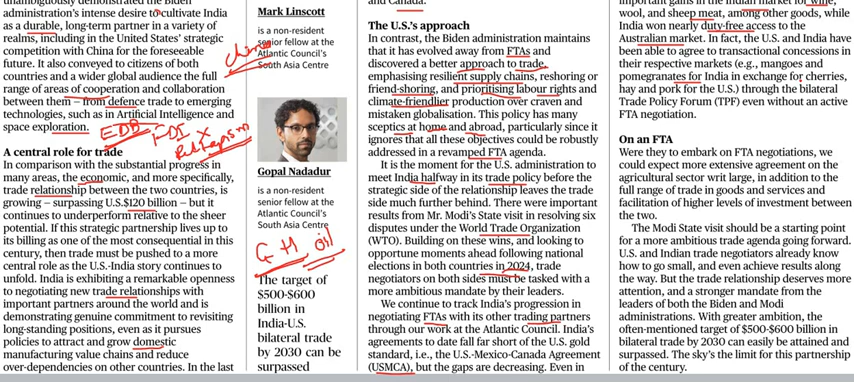 unambiguously demonstrated the Biden
administration's intense desire to cultivate India
as a durable, long-term partner in a variety of
realms, including in the United States' strategic
competition with China for the foreseeable
future. It also conveyed to citizens of both
countries and a wider global audience the full
range of areas of cooperation and collaboration
between them — from defence trade to emerging
technologies, such as in Artificial Intelligence and
space exploration.
EDB
FDI X
A central role for trade
In comparison with the substantial progress in
many areas, the economic, and more specifically,
trade relationship between the two countries, is
growing — surpassing U.S.$120 billion — but it
continues to underperform relative to the sheer
potential. If this strategic partnership lives up to
its billing as one of the most consequential in this
century, then trade must be pushed to a more
central role as the U.S.-India story continues to
unfold. India is exhibiting a remarkable openness
to negotiating new trade relationships with
important partners around the world and is
demonstrating genuine commitment to revisiting
long-standing positions, even as it pursues
policies to attract and grow domestic
manufacturing value chains and reduce
over-dependencies on other countries. In the last
Mark Linscott
is a non-resident
senior fellow at the
Atlantic Council's
South Asia Centre
China
Gopal Nadadur
is a non-resident
senior fellow at the
Atlantic Council's
South Asia Centre
GH oil
The target of
$500-$600
billion in
India-U.S.
bilateral trade
by 2030 can be
surpassed
and Canada.
The U.S.'s approach
In contrast, the Biden administration maintains
that it has evolved away from FTAs and
discovered a better approach to trade,
emphasising resilient supply chains, reshoring or
friend-shoring, and prioritising labour rights and
climate-friendlier production over craven and
mistaken globalisation. This policy has many
sceptics at home and abroad, particularly since it
ignores that all these objectives could be robustly
addressed in a revamped FTA agenda.
It is the moment for the U.S. administration to
meet India halfway in its trade policy before the
strategic side of the relationship leaves the trade
side much further behind. There were important
results from Mr. Modi's State visit in resolving six
disputes under the World Trade Organization
(WTO). Building on these wins, and looking to
opportune moments ahead following national
elections in both countries in 2024, trade
negotiators on both sides must be tasked with a
more ambitious mandate by their leaders.
We continue to track India's progression in
negotiating FTAs with its other trading partners
through our work at the Atlantic Council. India's
agreements to date fall far short of the U.S. gold
standard, i.e., the U.S.-Mexico-Canada Agreement
(USMCA), but the gaps are decreasing. Even in
important gains in the Indian market for wine,
wool, and sheep meat, among other goods, while
India won nearly duty-free access to the
Australian market. In fact, the U.S. and India have
been able to agree to transactional concessions in
their respective markets (e.g., mangoes and
pomegranates for India in exchange for cherries,
hay and pork for the U.S.) through the bilateral
Trade Policy Forum (TPF) even without an active
FTA negotiation.
On an FTA
Were they to embark on FTA negotiations, we
could expect more extensive agreement on the
agricultural sector writ large, in addition to the
full range of trade in goods and services and
facilitation of higher levels of investment between
the two.
The Modi State visit should be a starting point
for a more ambitious trade agenda going forward.
U.S. and Indian trade negotiators already know
how to go small, and even achieve results along
the way. But the trade relationship deserves more
attention, and a stronger mandate from the
leaders of both the Biden and Modi
administrations. With greater ambition, the
often-mentioned target of $500-$600 billion in
bilateral trade by 2030 can easily be attained and
surpassed. The sky's the limit for this partnership
of the century.